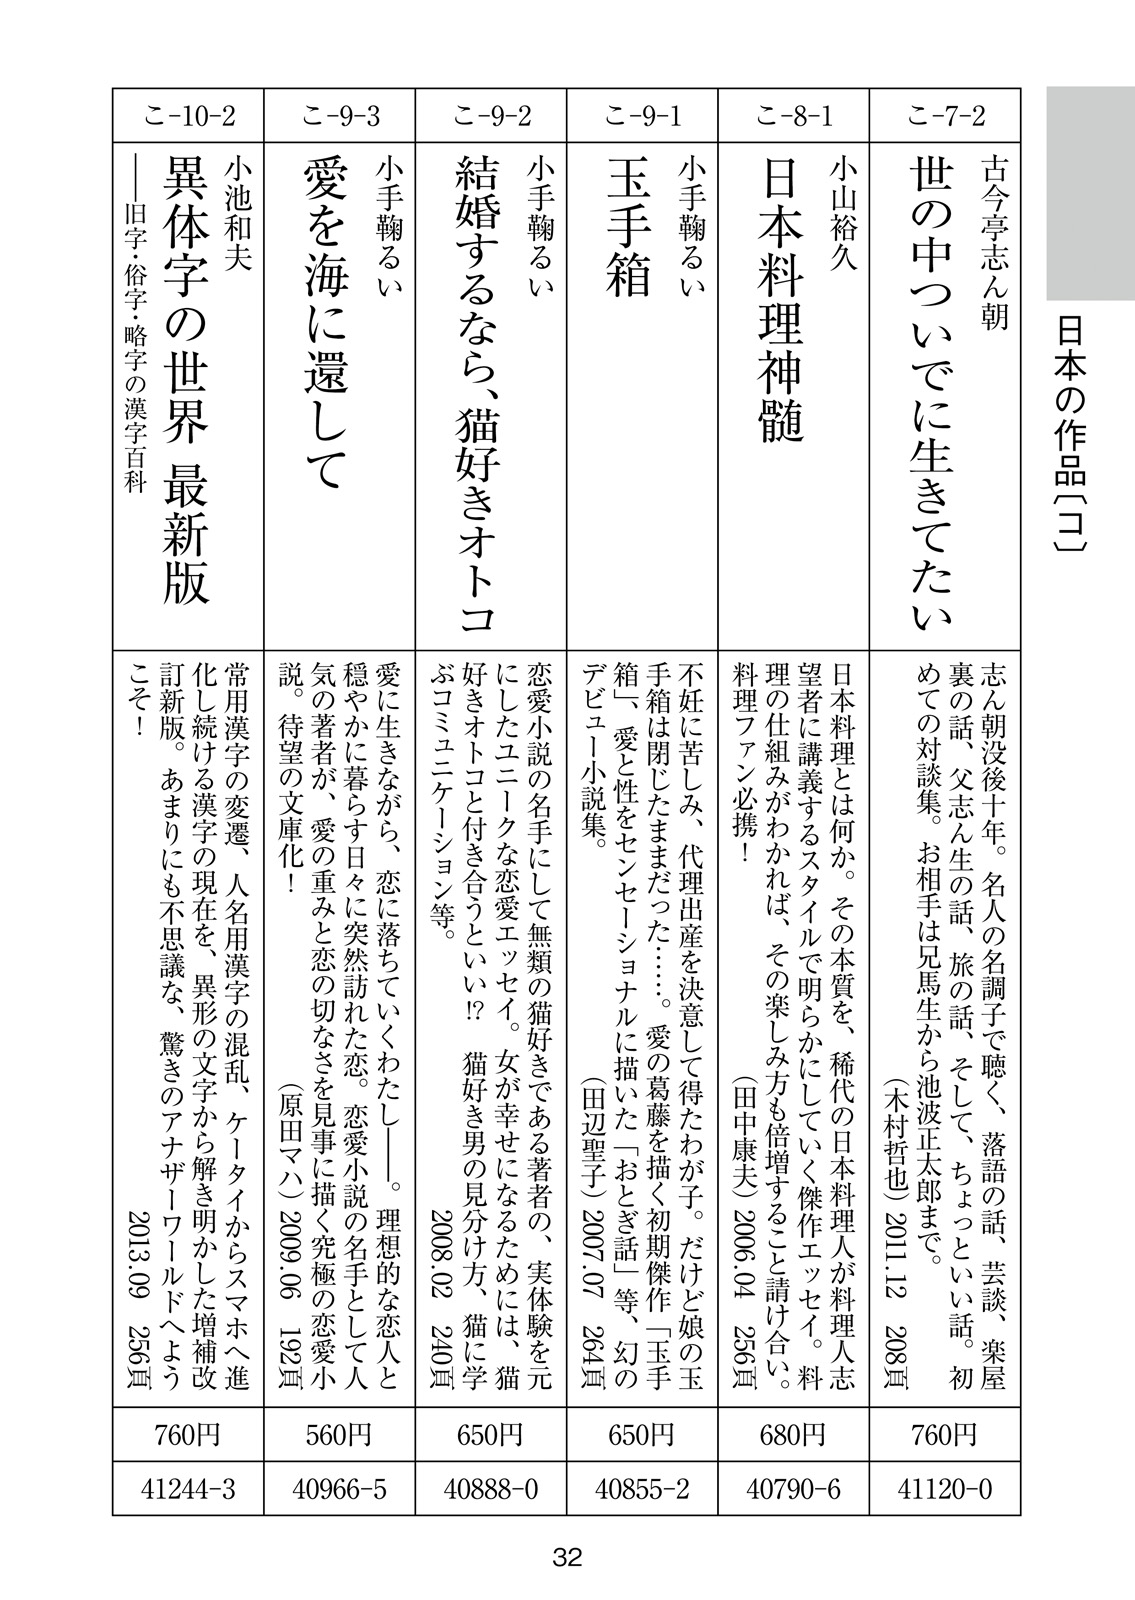 日本の作品〔コ〕
こ-7-2
古今亭志ん朝
世の中ついでに生きてたい
志ん朝没後十年。名人の名調子で聴く、落語の話、芸談、楽屋
裏の話、父志ん生の話、旅の話、そして、ちょっといい話。初
めての対談集。お相手は兄馬生から池波正太郎まで。
(木村哲也) 2011.12 208頁
760円
41120-0
こ-8-1
小山裕久
日本料理神髄
日本料理とは何か。その本質を、稀代の日本料理人が料理人志
望者に講義するスタイルで明らかにしていく傑作エッセイ。料
理の仕組みがわかれば、その楽しみ方も倍増すること請け合い。
料理ファン必携！ (田中康夫) 2006.04 256頁
680円
40790-6
こ-9-1
小手鞠るい
玉手箱
不妊に苦しみ、代理出産を決意して得たわが子。だけど娘の玉
手箱は閉じたままだった……。愛の葛藤を描く初期傑作「玉手
箱」、愛と性をセンセーショナルに描いた「おとぎ話」等、幻の
デビュー小説集。 (田辺聖子) 2007.07 264頁
650円
40855-2
こ-9-2
小手鞠るい
結婚するなら、猫好きオトコ
恋愛小説の名手にして無類の猫好きである著者の、実体験を元
にしたユニークな恋愛エッセイ。女が幸せになるためには、猫
好きオトコと付き合うといい!? 猫好き男の見分け方、猫に学
ぶコミュニケーション等。 2008.02 240頁
650円
40888-0
こ-9-3
小手鞠るい
愛を海に還して
愛に生きながら、恋に落ちていくわたし――。理想的な恋人と
穏やかに暮らす日々に突然訪れた恋。恋愛小説の名手として人
気の著者が、愛の重みと恋の切なさを見事に描く究極の恋愛小
説。待望の文庫化！ (原田マハ) 2009.06 192頁
560円
40966-5
こ-10-2
小池和夫
異体字の世界 最新版
――旧字・俗字・略字の漢字百科
常用漢字の変遷、人名用漢字の混乱、ケータイからスマホへ進
化し続ける漢字の現在を、異形の文字から解き明かした増補改
訂新版。あまりにも不思議な、驚きのアナザーワールドへよう
こそ！ 2013.09 256頁
760円
41244-3
32